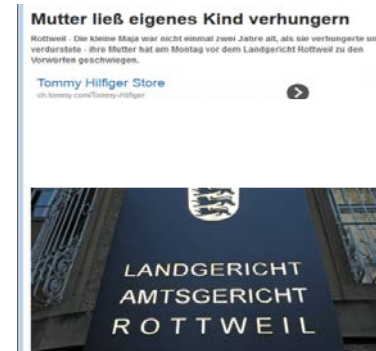 Mutter ließ eigenes Kind verhungern
Rottweil - Die kleine Maja war nicht einmal zwei Jahre alt, als sie verhungerte un
verdurstete - ihre Mutter hat am Montag vor dem Landgericht Rottweil zu den
Vorwürfen geschwiegen.
Tommy Hilfiger Store
ch.tommy.com/Tommy-Hilfiger
LANDGERICHT
AMTSGERICHT
ROTTWEIL